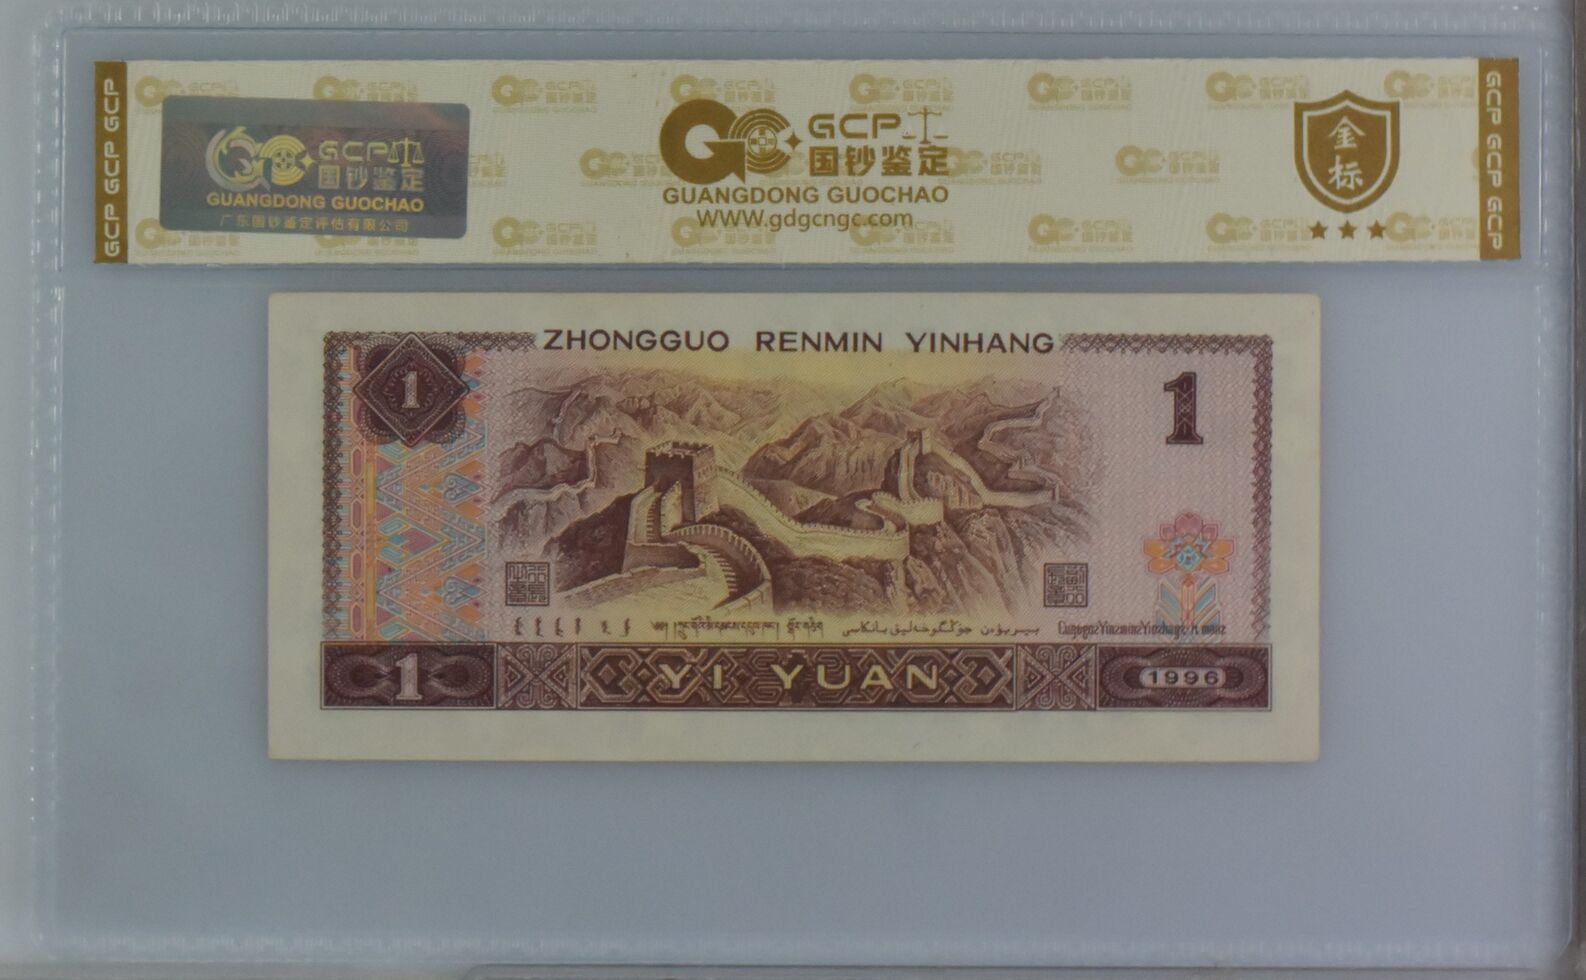 GCP GCP GCP
GCP
国钞鉴定
GUANGDONG GUOCHAO
广东国钞鉴定评估有限公司
GCP
国钞鉴定
GUANGDONG GUOCHAO
WWW.gdgcngc.com
金标
GCP GCP GCP
ZHONGGUO RENMIN YINHANG
1
1
1
YI YUAN
1996